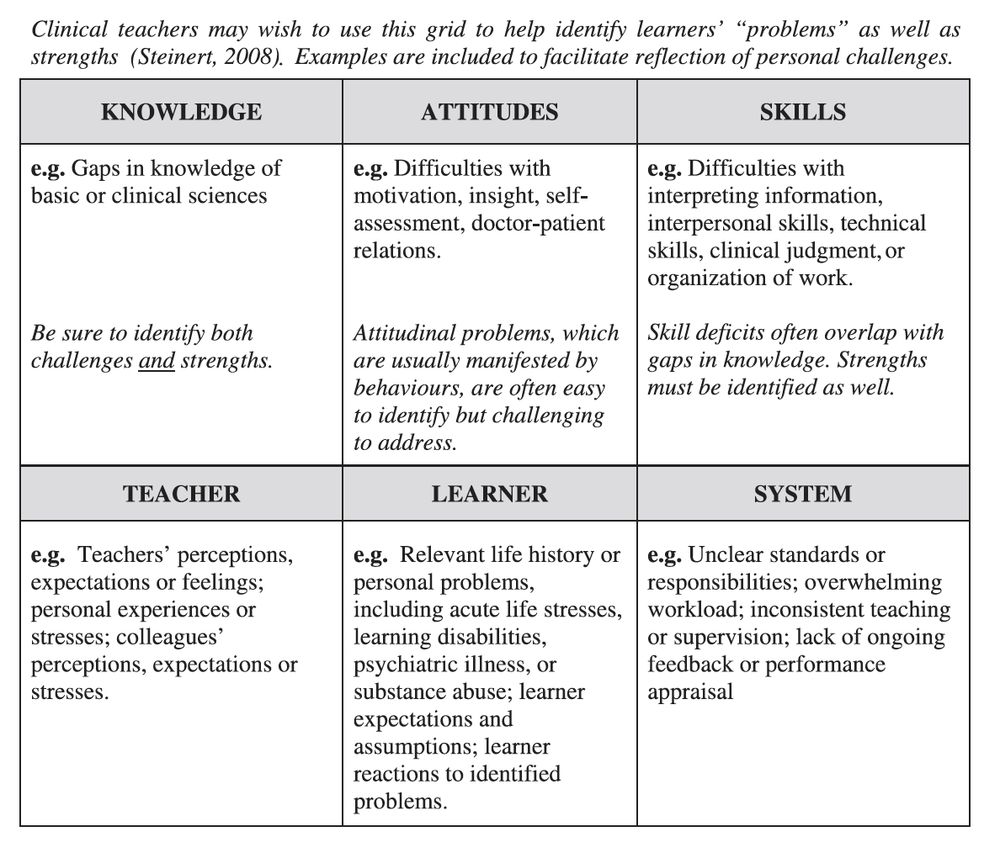 Clinical teachers may wish to use this grid to help identify learners’ “problems” as well as
strengths (Steinert, 2008). Examples are included to facilitate reflection of personal challenges.
KNOWLEDGE
ATTITUDES
SKILLS
e.g. Gaps in knowledge of
basic or clinical sciences
Be sure to identify both
challenges and strengths.
e.g. Difficulties with
motivation, insight, self-
assessment, doctor-patient
relations.
Attitudinal problems, which
are usually manifested by
behaviours, are often easy
to identify but challenging
to address.
e.g. Difficulties with
interpreting information,
interpersonal skills, technical
skills, clinical judgment, or
organization of work.
Skill deficits often overlap with
gaps in knowledge. Strengths
must be identified as well.
TEACHER
LEARNER
SYSTEM
e.g. Teachers’ perceptions,
expectations or feelings;
personal experiences or
stresses; colleagues’
perceptions, expectations or
stresses.
e.g. Relevant life history or
personal problems,
including acute life stresses,
learning disabilities,
psychiatric illness, or
substance abuse; learner
expectations and
assumptions; learner
reactions to identified
problems.
e.g. Unclear standards or
responsibilities; overwhelming
workload; inconsistent teaching
or supervision; lack of ongoing
feedback or performance
appraisal